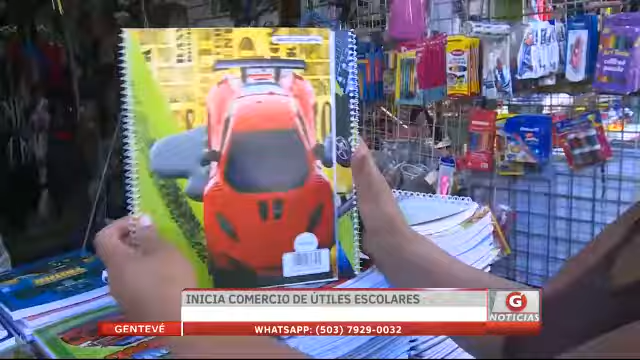 INICIA COMERCIO DE ÚTILES ESCOLARES
G
NOTICIAS
GENTEVÉ
WHATSAPP: (503) 7929-0032